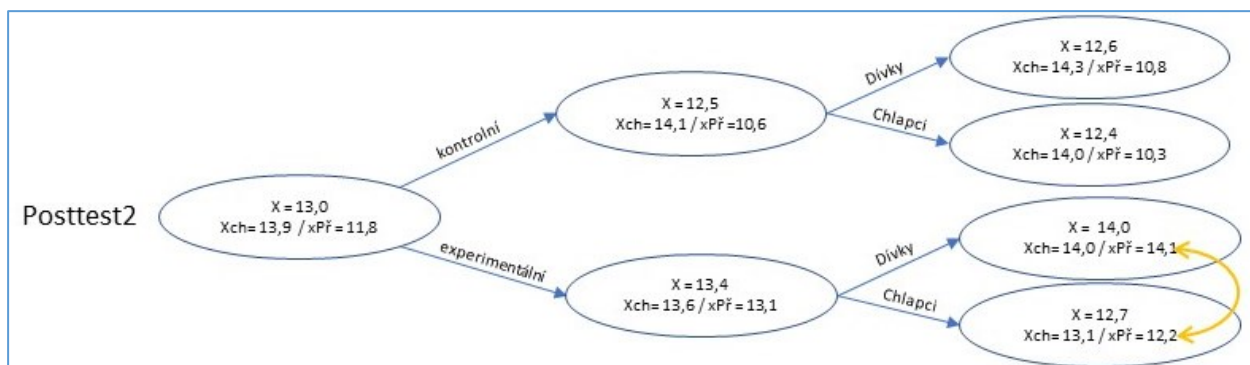 Posttest2
X = 13,0
Xch= 13,9 / xPř = 11,8
kontrolní
experimentální
X = 12,5
Xch= 14,1 / xPř =10,6
Dívky
Chlapci
X = 12,6
Xch= 14,3 / xPř= 10,8
X = 12,4
Xch= 14,0 / xPř= 10,3
X = 13,4
Xch= 13,6 / xPř = 13,1
Dívky
Chlapci
X =  14,0
Xch= 14,0 / xPř= 14,1
X = 12,7
Xch= 13,1 / xPř= 12,2